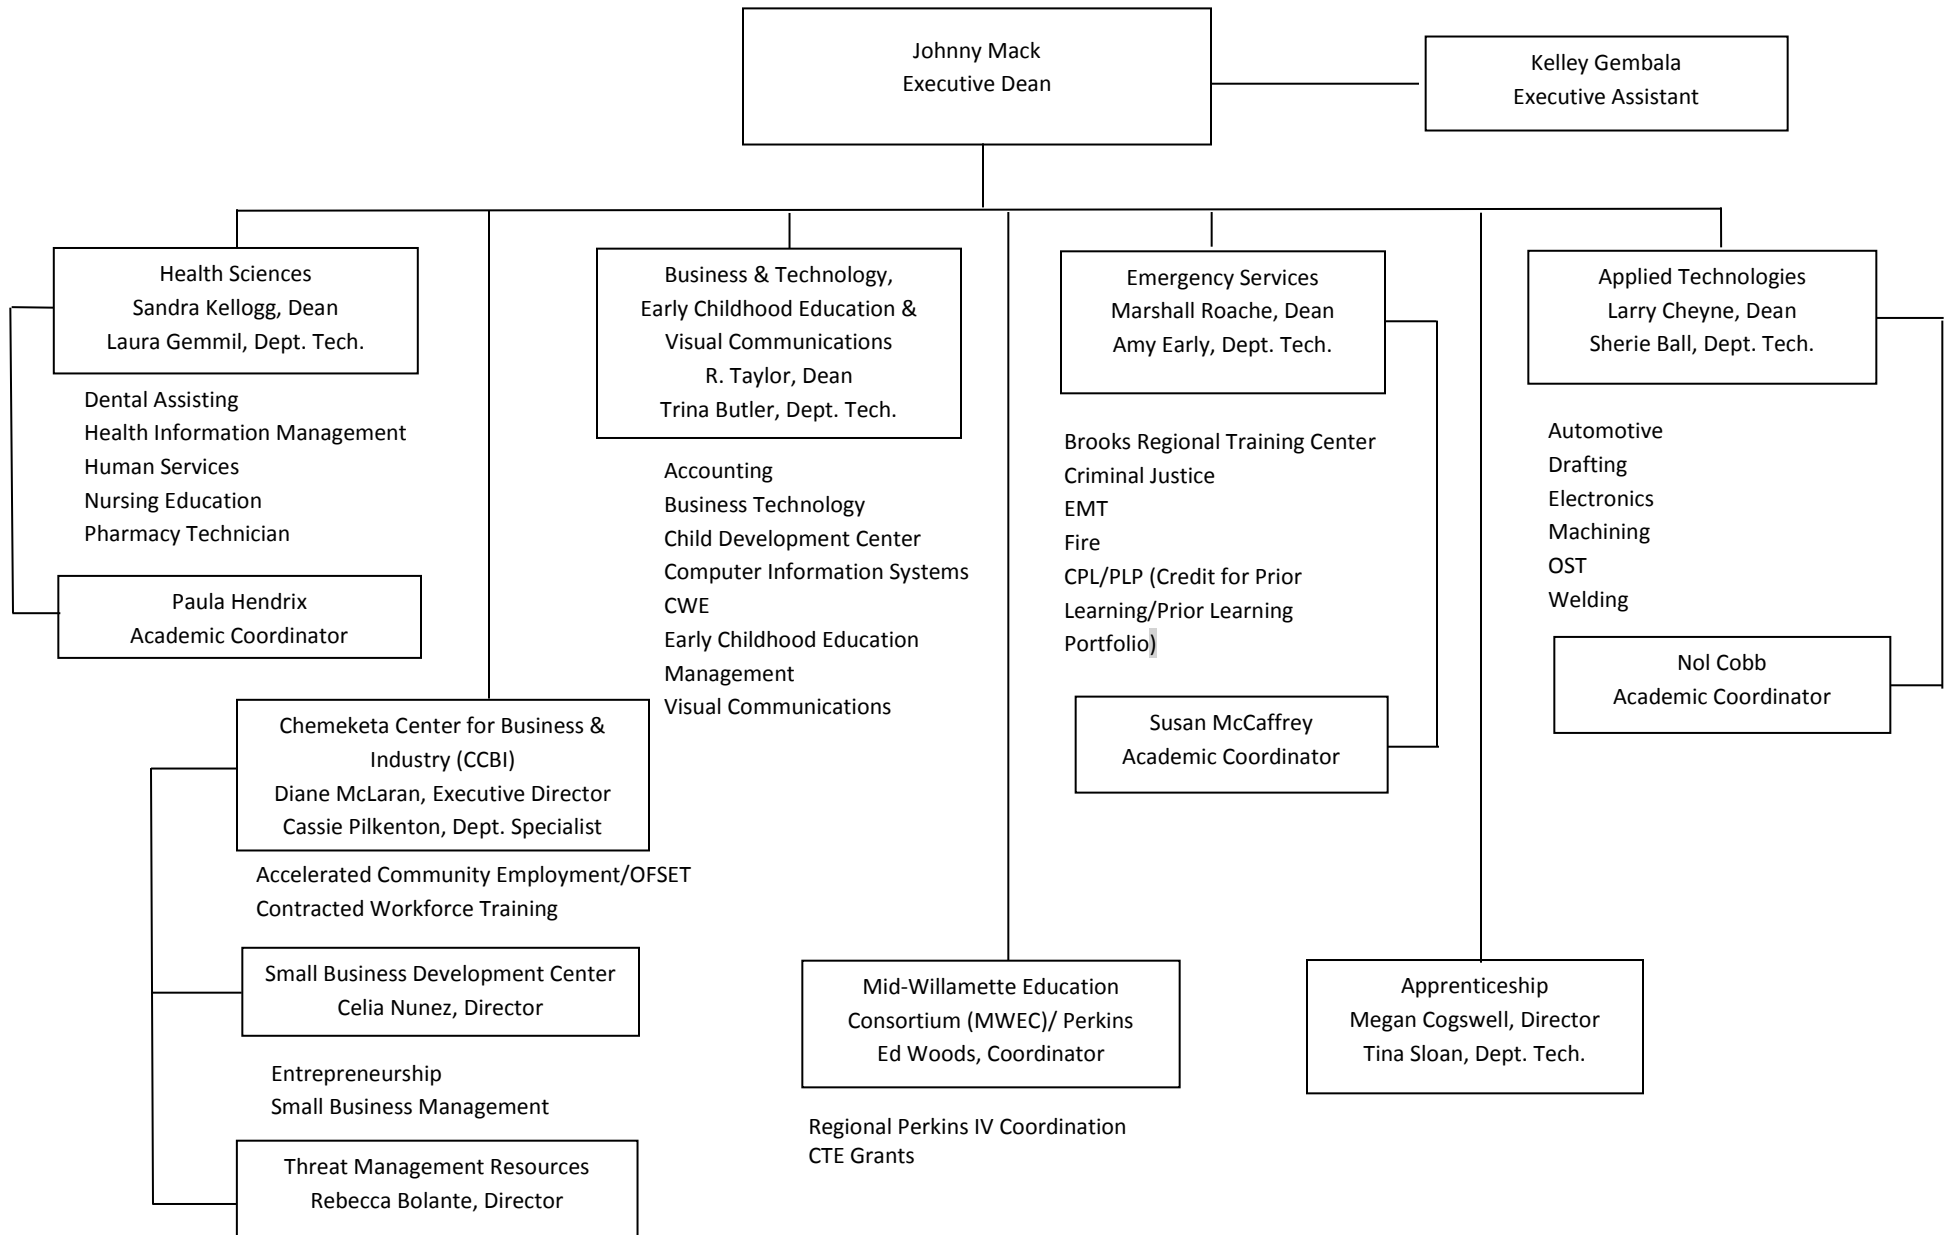 Johnny Mack
Executive Dean
Kelley Gembala
Executive Assistant
Health Sciences
Sandra Kellogg, Dean
Laura Gemmil, Dept. Tech.
Dental Assisting
Health Information Management
Human Services
Nursing Education
Pharmacy Technician
Paula Hendrix
Academic Coordinator
Chemeketa Center for Business &
Industry (CCBI)
Diane McLaran, Executive Director
Cassie Pilkenton, Dept. Specialist
Accelerated Community Employment/OFSET
Contracted Workforce Training
Small Business Development Center
Celia Nunez, Director
Entrepreneurship
Small Business Management
Threat Management Resources
Rebecca Bolante, Director
Business & Technology,
Early Childhood Education &
Visual Communications
R. Taylor, Dean
Trina Butler, Dept. Tech.
Accounting
Business Technology
Child Development Center
Computer Information Systems
CWE
Early Childhood Education
Management
Visual Communications
Mid-Willamette Education
Consortium (MWEC)/ Perkins
Ed Woods, Coordinator
Regional Perkins IV Coordination
CTE Grants
Emergency Services
Marshall Roache, Dean
Amy Early, Dept. Tech.
Brooks Regional Training Center
Criminal Justice
EMT
Fire
CPL/PLP (Credit for Prior
Learning/Prior Learning
Portfolio)
Susan McCaffrey
Academic Coordinator
Apprenticeship
Megan Cogswell, Director
Tina Sloan, Dept. Tech.
Applied Technologies
Larry Cheyne, Dean
Sherie Ball, Dept. Tech.
Automotive
Drafting
Electronics
Machining
OST
Welding
Nol Cobb
Academic Coordinator